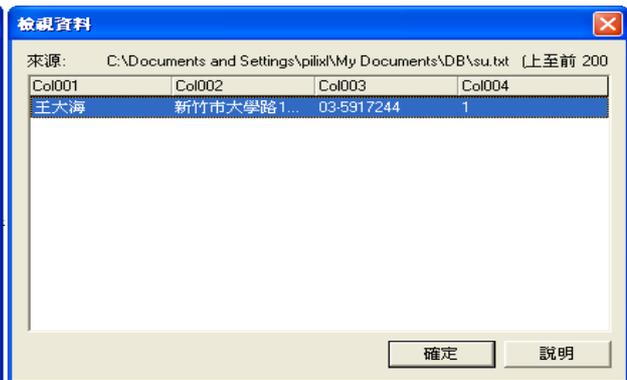 檢視資料
來源: C:\Documents and Settings\pilixl\My Documents\DB\su.txt (上至前 200
Col001 Col002 Col003 Col004
王大海 新竹市大學路1... 03-5917244 1
確定 說明